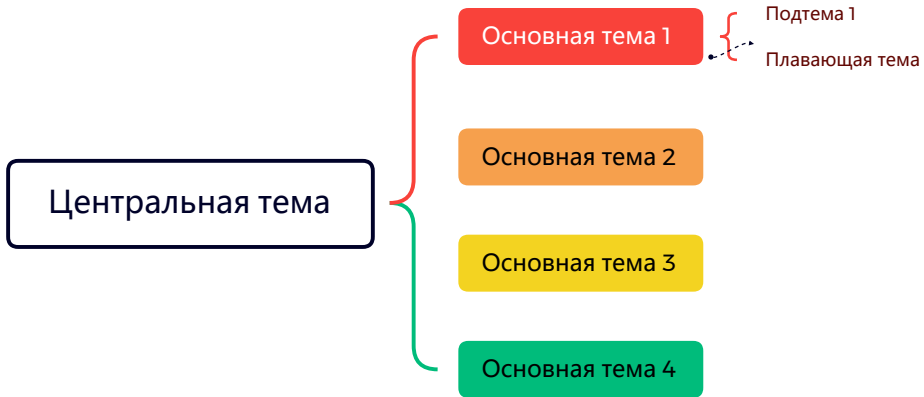 Центральная тема
Основная тема 1
Подтема 1
Плавающая тема
Основная тема 2
Основная тема 3
Основная тема 4